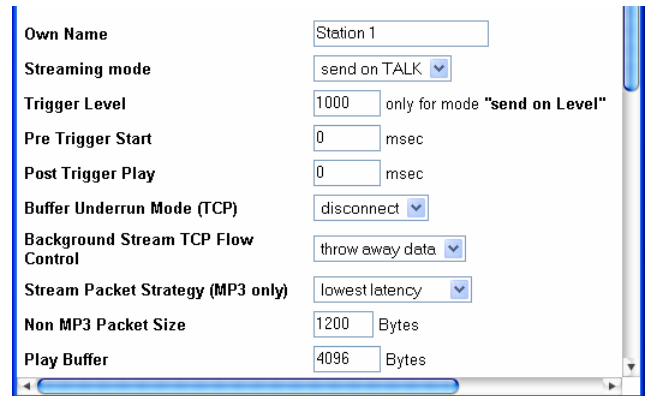 Own Name Station 1
Streaming mode send on TALK
Trigger Level 1000 only for mode "send on Level"
Pre Trigger Start 0 msec
Post Trigger Play 0 msec
Buffer Underrun Mode (TCP) disconnect
Background Stream TCP Flow
Control throw away data
Stream Packet Strategy (MP3 only) lowest latency
Non MP3 Packet Size 1200 Bytes
Play Buffer 4096 Bytes